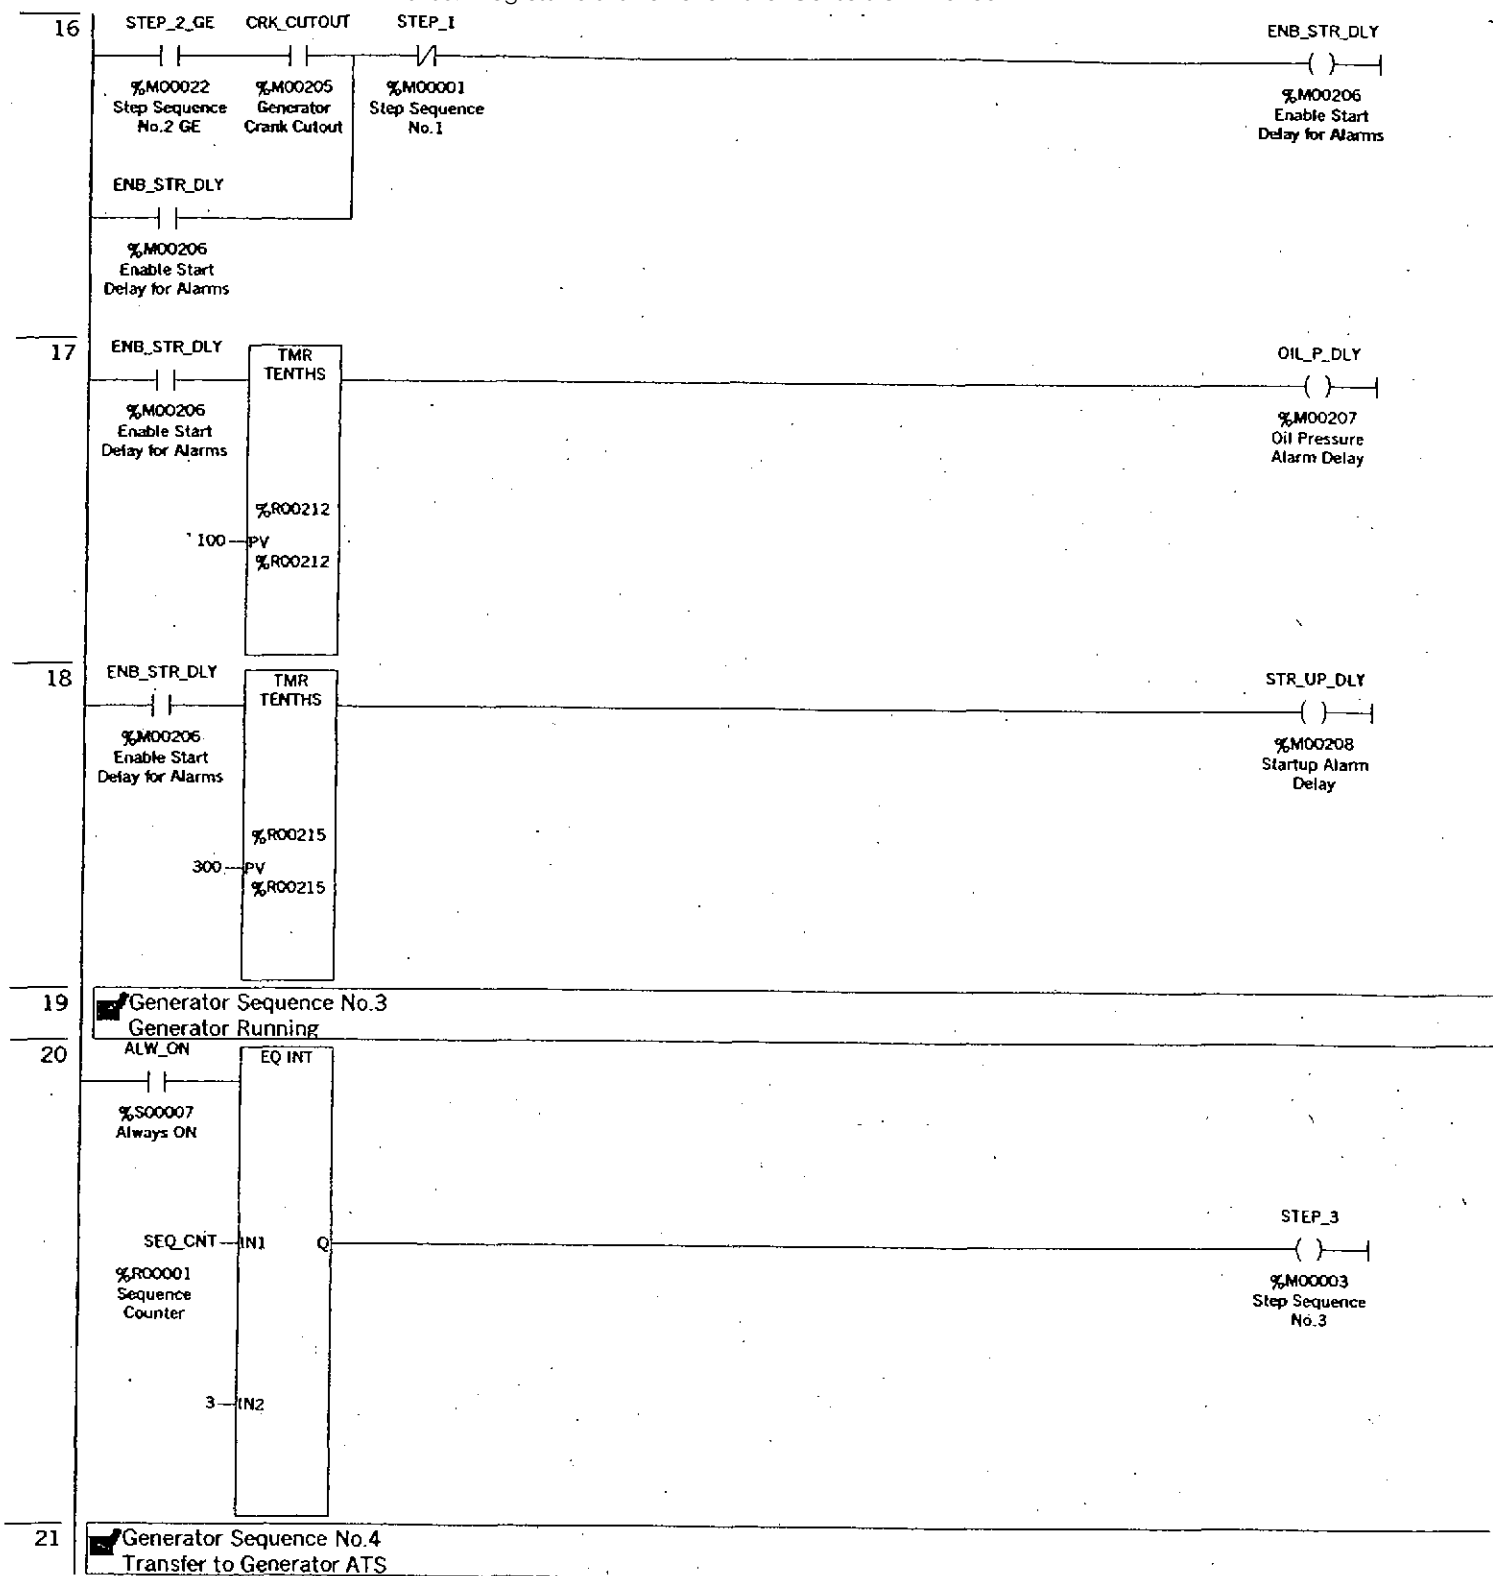 16
STEP_2_GE CRK_CUTOUT STEP_1 ENB_STR_DLY
%M00022 %M00205 %M00001 %M00206
Step Sequence Generator Step Sequence Enable Start
No.2 GE Crank Cutout No.1 Delay for Alarms
ENB_STR_DLY
%M00206
Enable Start
Delay for Alarms
17
ENB_STR_DLY TMR OIL_P_DLY
TENTHS
%M00206 %M00207
Enable Start Oil Pressure
Delay for Alarms Alarm Delay
%R00212
100 PV
%R00212
18
ENB_STR_DLY TMR STR_UP_DLY
TENTHS
%M00206 %M00208
Enable Start Startup Alarm
Delay for Alarms Delay
%R00215
300 PV
%R00215
19 Generator Sequence No.3
Generator Running
20
ALW_ON EQ INT
%S00007
Always ON
STEP_3
SEQ_CNT IN1 Q
%R00001 %M00003
Sequence Step Sequence
Counter No.3
3 IN2
21 Generator Sequence No.4
Transfer to Generator ATS